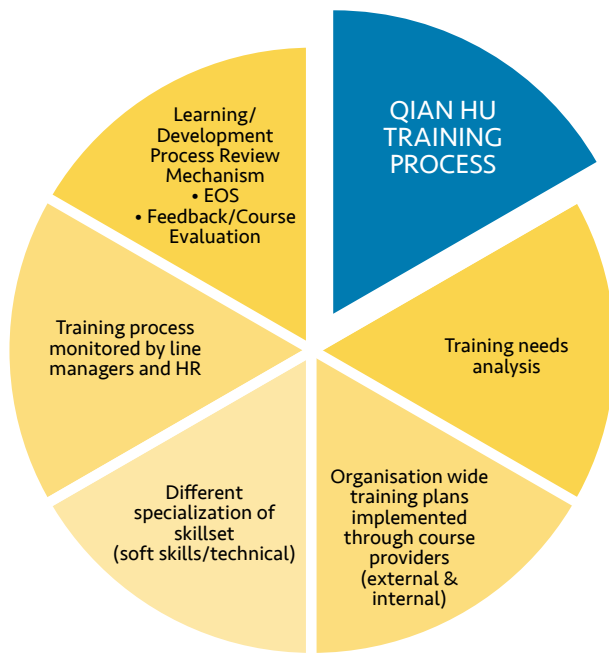 QIAN HU
TRAINING
PROCESS
Training needs
analysis
Organisation wide
training plans
implemented
through course
providers
(external &
internal)
Different
specialization of
skillset
(soft skills/technical)
Training process
monitored by line
managers and HR
Learning/
Development
Process Review
Mechanism
• EOS
• Feedback/Course
Evaluation